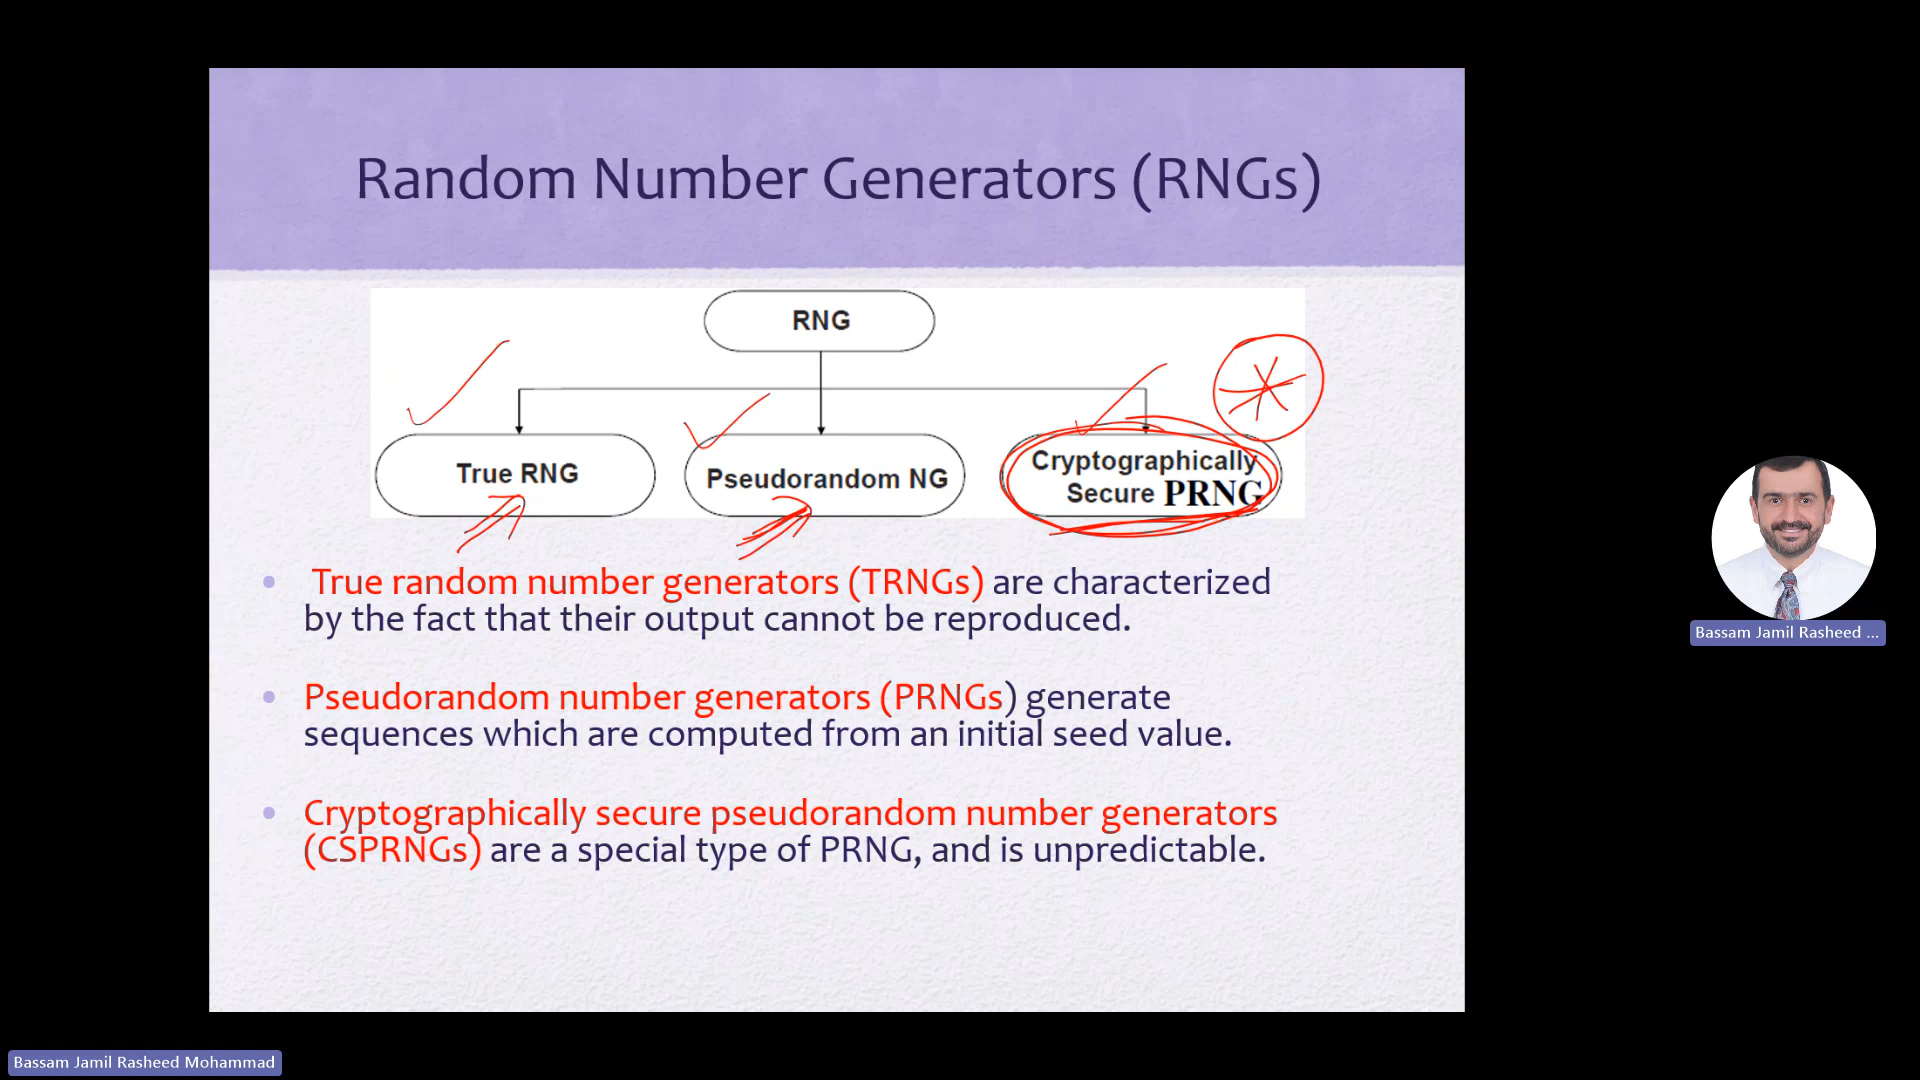 Random Number Generators (RNGs)
RNG
True RNG
Pseudorandom NG
Cryptographically
Secure PRNG
True random number generators (TRNGs) are characterized
by the fact that their output cannot be reproduced.
Pseudorandom number generators (PRNGs) generate
sequences which are computed from an initial seed value.
Cryptographically secure pseudorandom number generators
(CSPRNGs) are a special type of PRNG, and is unpredictable.
Bassam Jamil Rasheed ...
Bassam Jamil Rasheed Mohammad